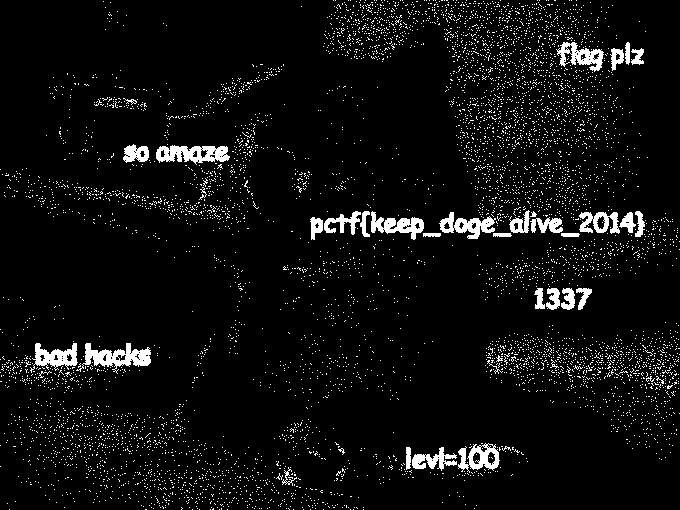 flag plz
so amaze
pctf{keep_doge_alive_2014}
1337
bad hacks
levl=100